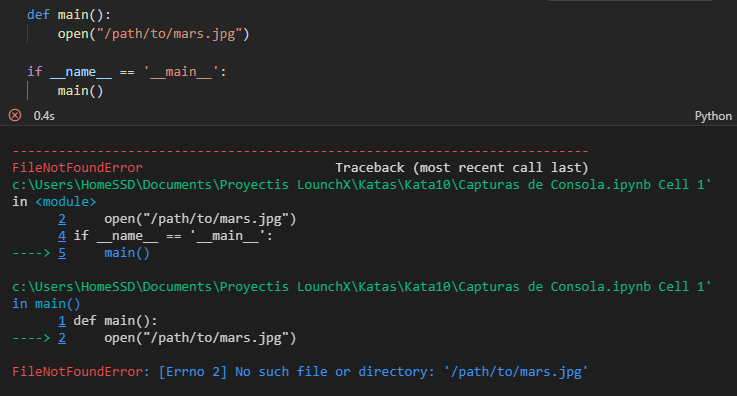 def main():
    open("/path/to/mars.jpg")
if __name__ == '__main__':
    main()
0.4s Python
---------------------------------------------------------------------------
FileNotFoundError                         Traceback (most recent call last)
c:\Users\HomeSSD\Documents\Proyectis LounchX\Katas\Kata10\Capturas de Consola.ipynb Cell 1'
in <module>
      2     open("/path/to/mars.jpg")
      4 if __name__ == '__main__':
----> 5     main()
c:\Users\HomeSSD\Documents\Proyectis LounchX\Katas\Kata10\Capturas de Consola.ipynb Cell 1'
in main()
      1 def main():
----> 2     open("/path/to/mars.jpg")
FileNotFoundError: [Errno 2] No such file or directory: '/path/to/mars.jpg'